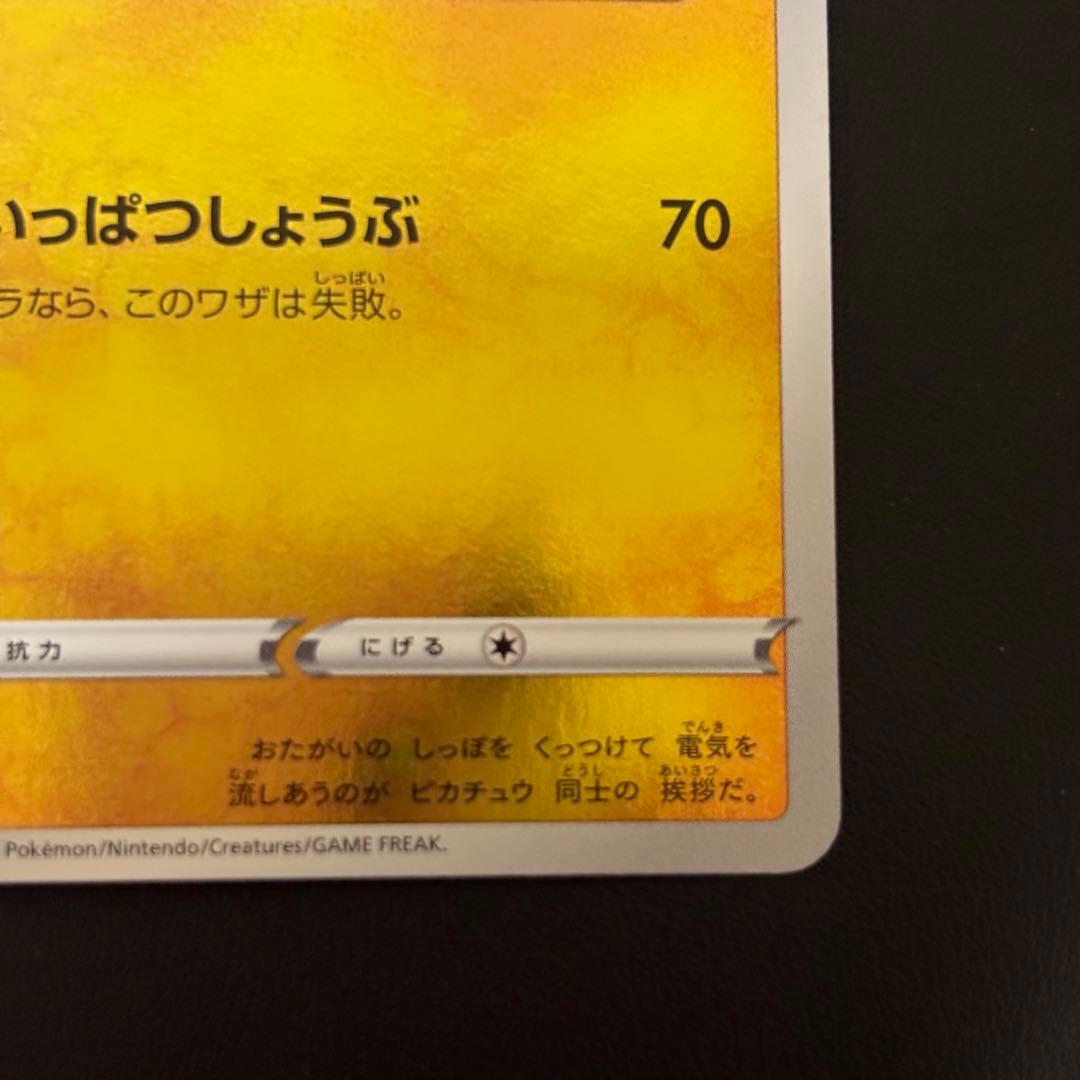 いっぱつしょうぶ 70
しっぱい
ラなら、このワザは失敗。
抗力 にげる
でんき
おたがいの しっぽを くっつけて 電気を
なが どうし あいさつ
流しあうのが ピカチュウ 同士の 挨拶だ。
Pokémon/Nintendo/Creatures/GAME FREAK.